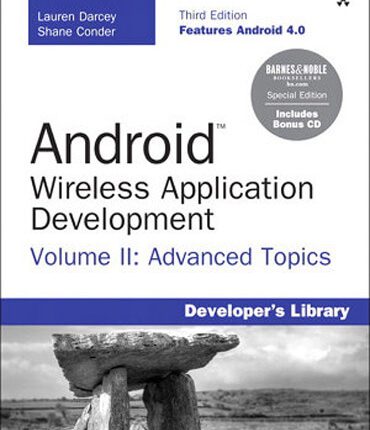 Lauren Darcey
Shane Conder
Third Edition
Features Android 4.0
BARNES&NOBLE
BOOKSELLERS
bn.com
Special Edition
Includes
Bonus CD
Android™
Wireless Application
Development
Volume II: Advanced Topics
Developer's Library